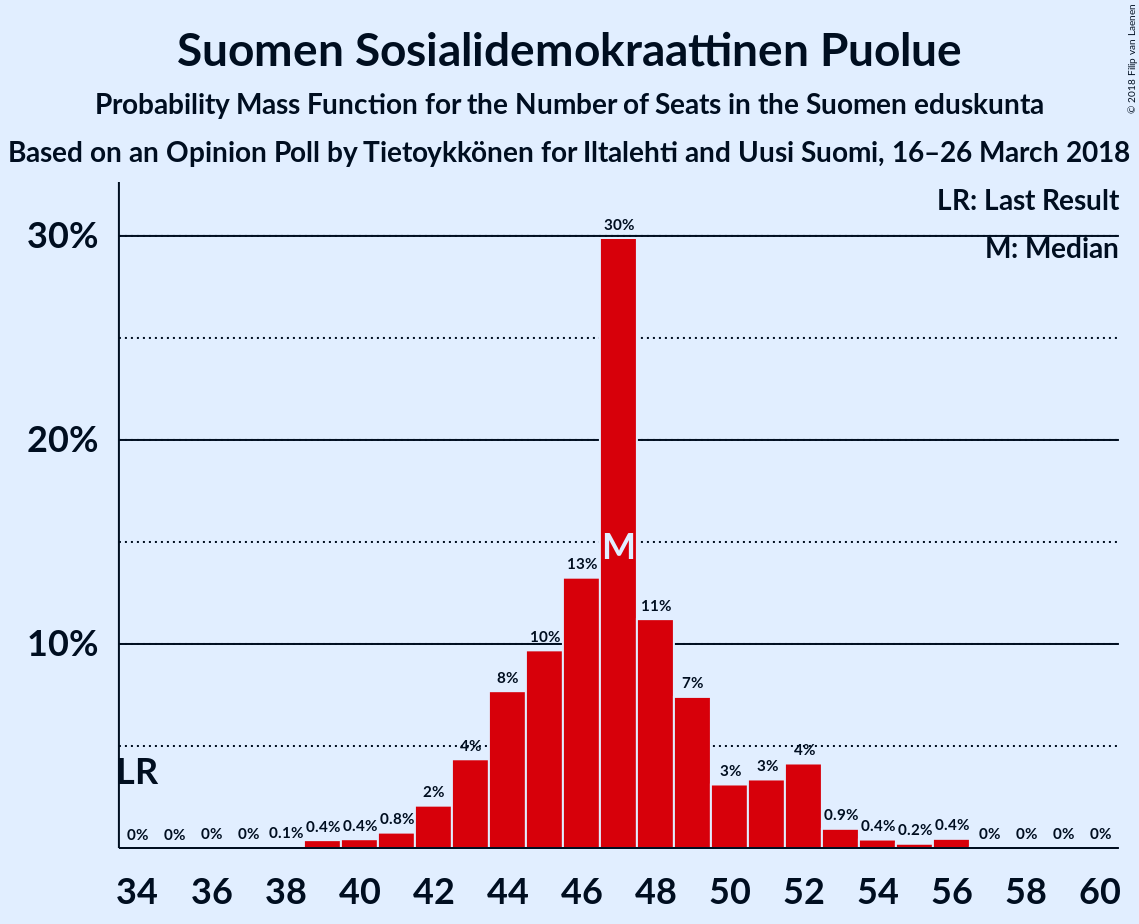 Suomen Sosialidemokraattinen Puolue
Probability Mass Function for the Number of Seats in the Suomen eduskunta
Based on an Opinion Poll by Tietoykkönen for Iltalehti and Uusi Suomi, 16–26 March 2018
© 2018 Filip van Laenen
LR: Last Result
M: Median
30%
20%
10%
30%
M
13%
11%
10%
8%
7%
4%
4%
LR
2%
3%
3%
0% 0% 0% 0% 0.1% 0.4% 0.4% 0.8% 0.9% 0.4% 0.2% 0.4% 0% 0% 0% 0%
34 36 38 40 42 44 46 48 50 52 54 56 58 60